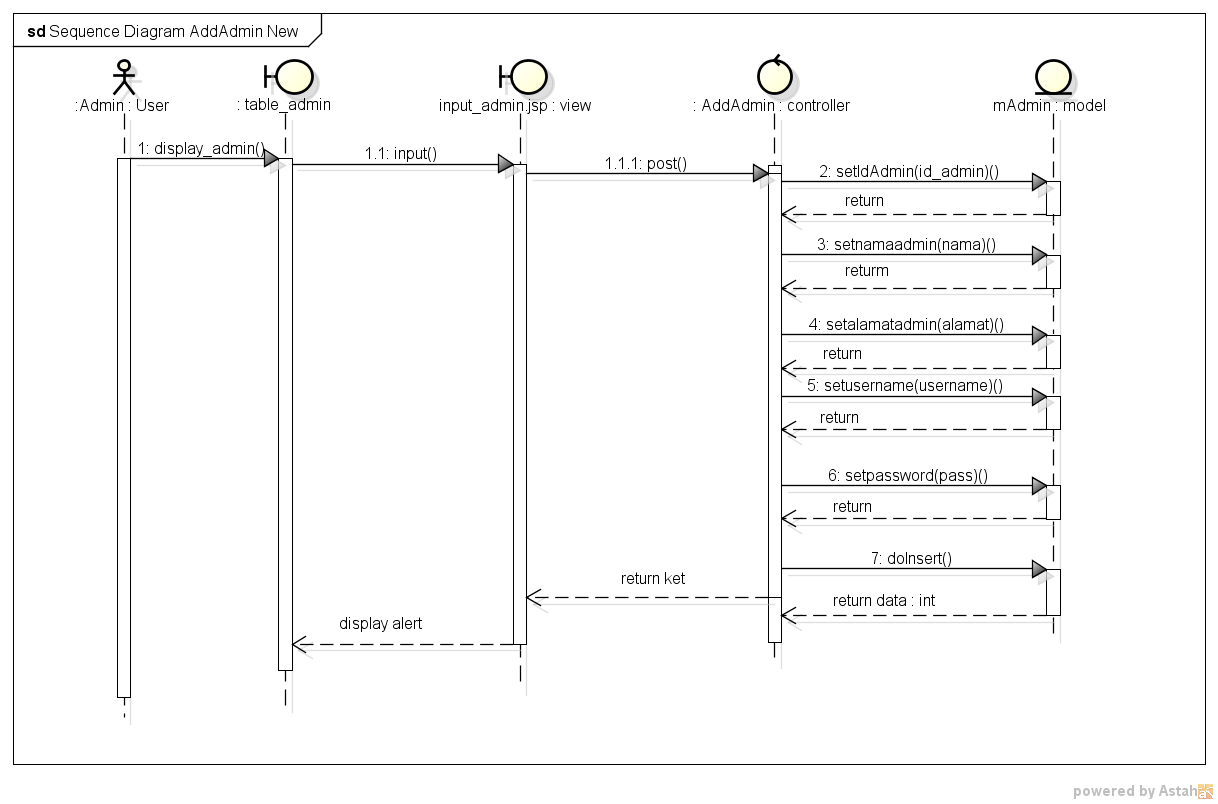 sd Sequence Diagram AddAdmin New
:Admin : User
: table_admin
input_admin.jsp : view
: AddAdmin : controller
mAdmin : model
1: display_admin()
1.1: input()
1.1.1: post()
2: setIdAdmin(id_admin)()
return
3: setnamaadmin(nama)()
returm
4: setalamatadmin(alamat)()
return
5: setusername(username)()
return
6: setpassword(pass)()
return
7: doInsert()
return ket
return data : int
display alert
powered by Astah